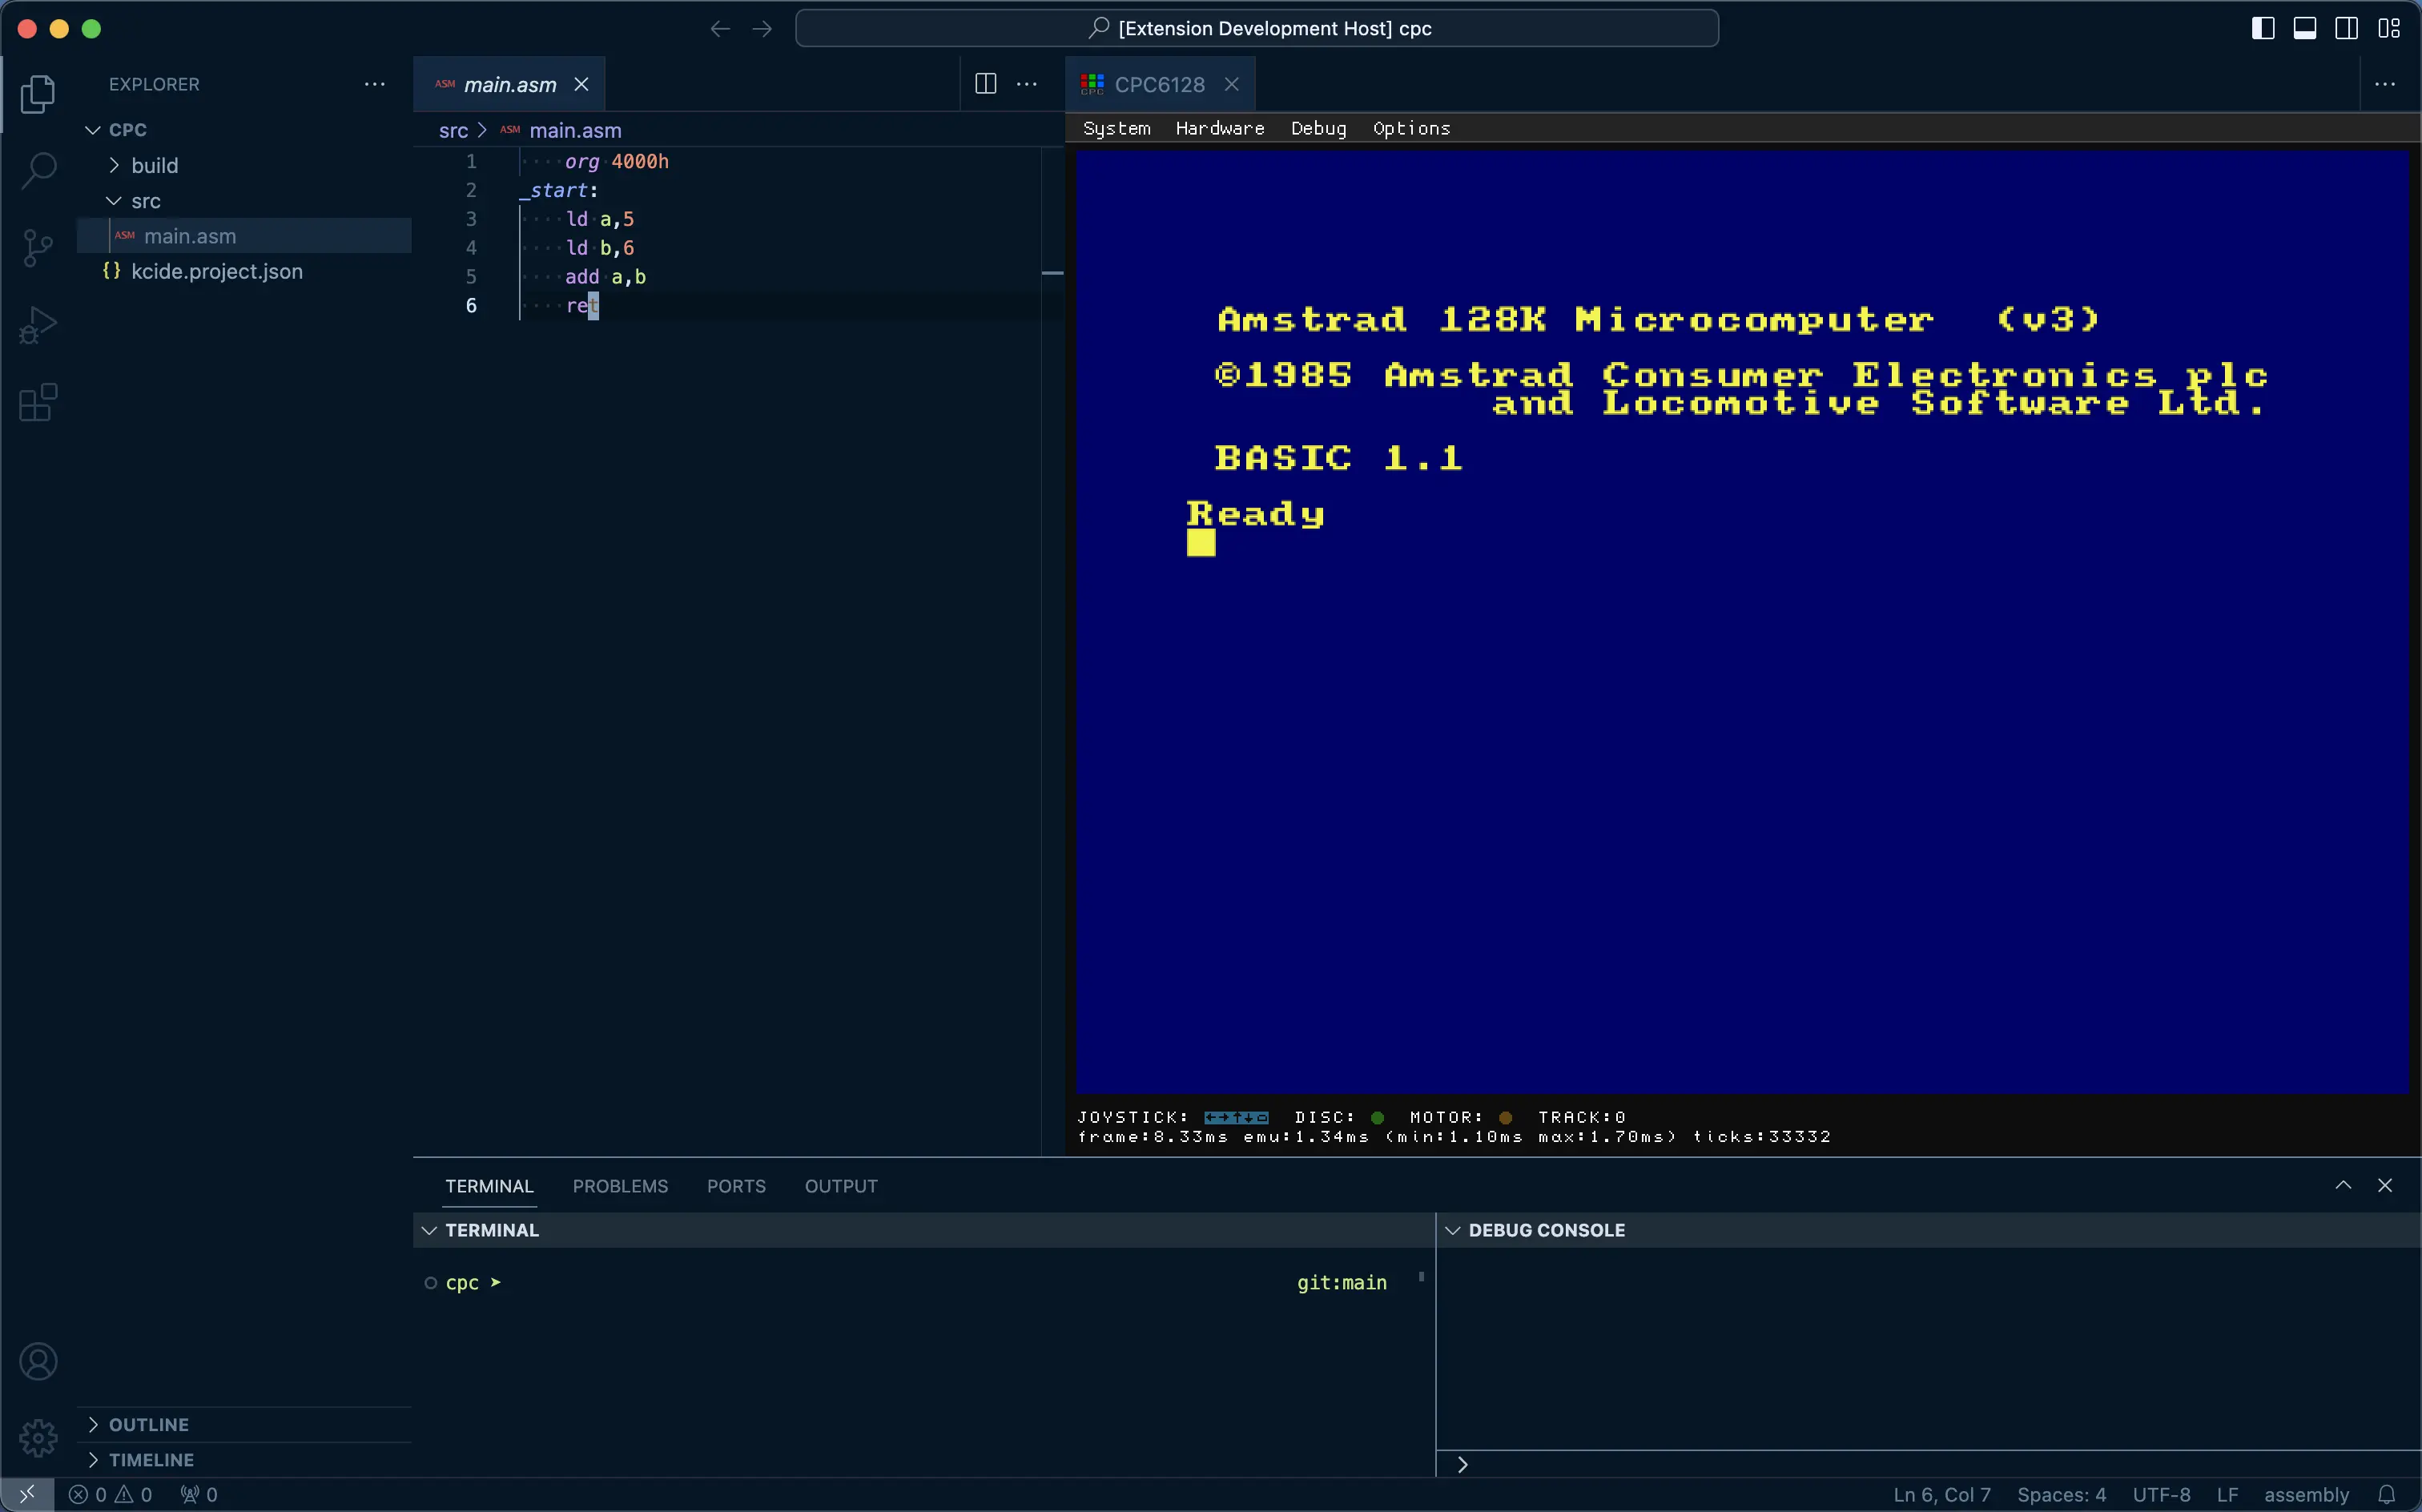 [Extension Development Host] cpc
EXPLORER
CPC
build
src
ASM main.asm
{} kcide.project.json
ASM main.asm
src > ASM main.asm
1 org 4000h
2 _start:
3 ld a,5
4 ld b,6
5 add a,b
6 ret
CPC CPC6128
System Hardware Debug Options
Amstrad 128K Microcomputer (v3)
©1985 Amstrad Consumer Electronics plc
and Locomotive Software Ltd.
BASIC 1.1
Ready
JOYSTICK: ←→↑↓ DISC: MOTOR: TRACK:0
frame:8.33ms emu:1.34ms (min:1.10ms max:1.70ms) ticks:33332
TERMINAL PROBLEMS PORTS OUTPUT
TERMINAL
cpc ➤ git:main
DEBUG CONSOLE
>
OUTLINE
TIMELINE
0 0 0
Ln 6, Col 7 Spaces: 4 UTF-8 LF assembly